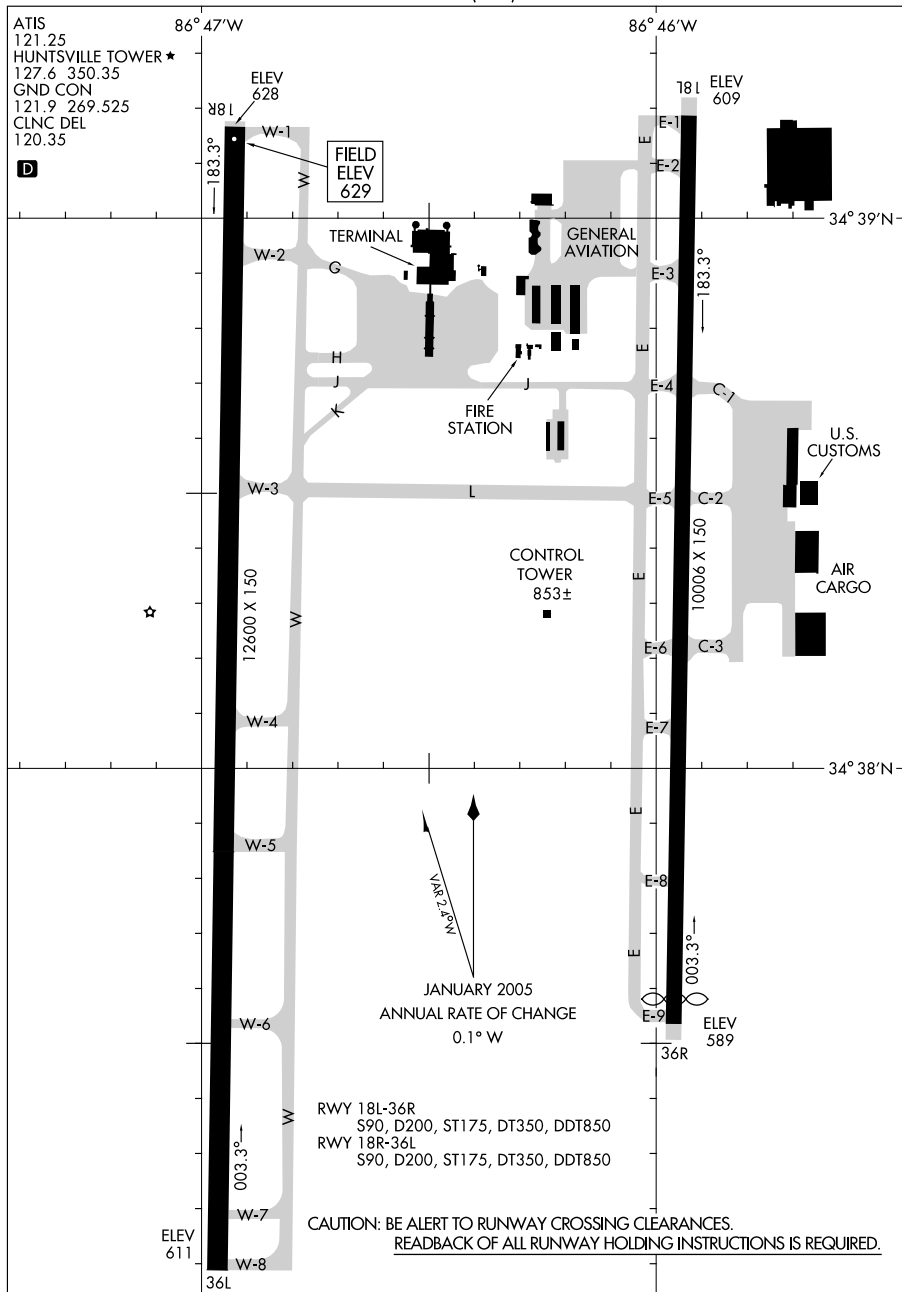 ATIS
121.25
HUNTSVILLE TOWER ★
127.6 350.35
GND CON
121.9 269.525
CLNC DEL
120.35
D
86°47'W
86°46'W
ELEV
628
18R
18L
ELEV
609
W-1
E-1
E
E-2
183.3°
W
FIELD
ELEV
629
34°39'N
TERMINAL
GENERAL
AVIATION
W-2
G
E-3
183.3°
H
E
J
J
E-4
C-1
K
FIRE
STATION
U.S.
CUSTOMS
W-3
L
E-5
C-2
12600 X 150
10006 X 150
CONTROL
TOWER
853±
E
AIR
CARGO
W
E-6
C-3
W-4
E-7
34°38'N
E
W-5
VAR 2.4°W
E-8
E
003.3°
JANUARY 2005
ANNUAL RATE OF CHANGE
0.1° W
W-6
E-9
ELEV
589
36R
W
RWY 18L-36R
S90, D200, ST175, DT350, DDT850
RWY 18R-36L
S90, D200, ST175, DT350, DDT850
003.3°
W-7
CAUTION: BE ALERT TO RUNWAY CROSSING CLEARANCES.
READBACK OF ALL RUNWAY HOLDING INSTRUCTIONS IS REQUIRED.
ELEV
611
W-8
36L